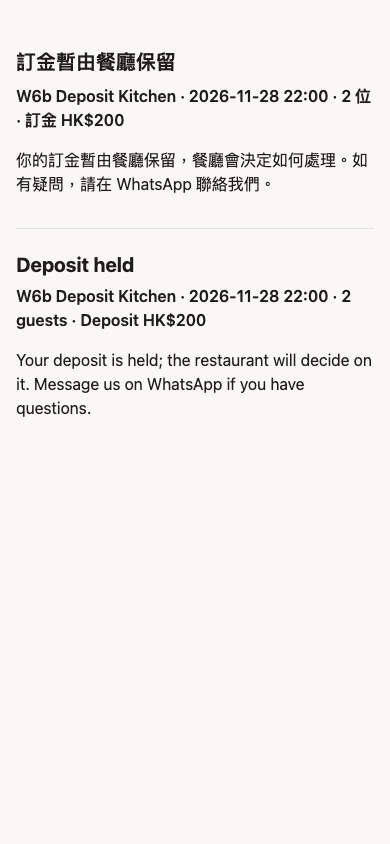 訂金暫由餐廳保留
W6b Deposit Kitchen · 2026-11-28 22:00 · 2 位
· 訂金 HK$200
你的訂金暫由餐廳保留，餐廳會決定如何處理。如
有疑問，請在 WhatsApp 聯絡我們。
Deposit held
W6b Deposit Kitchen · 2026-11-28 22:00 · 2
guests · Deposit HK$200
Your deposit is held; the restaurant will decide on
it. Message us on WhatsApp if you have
questions.